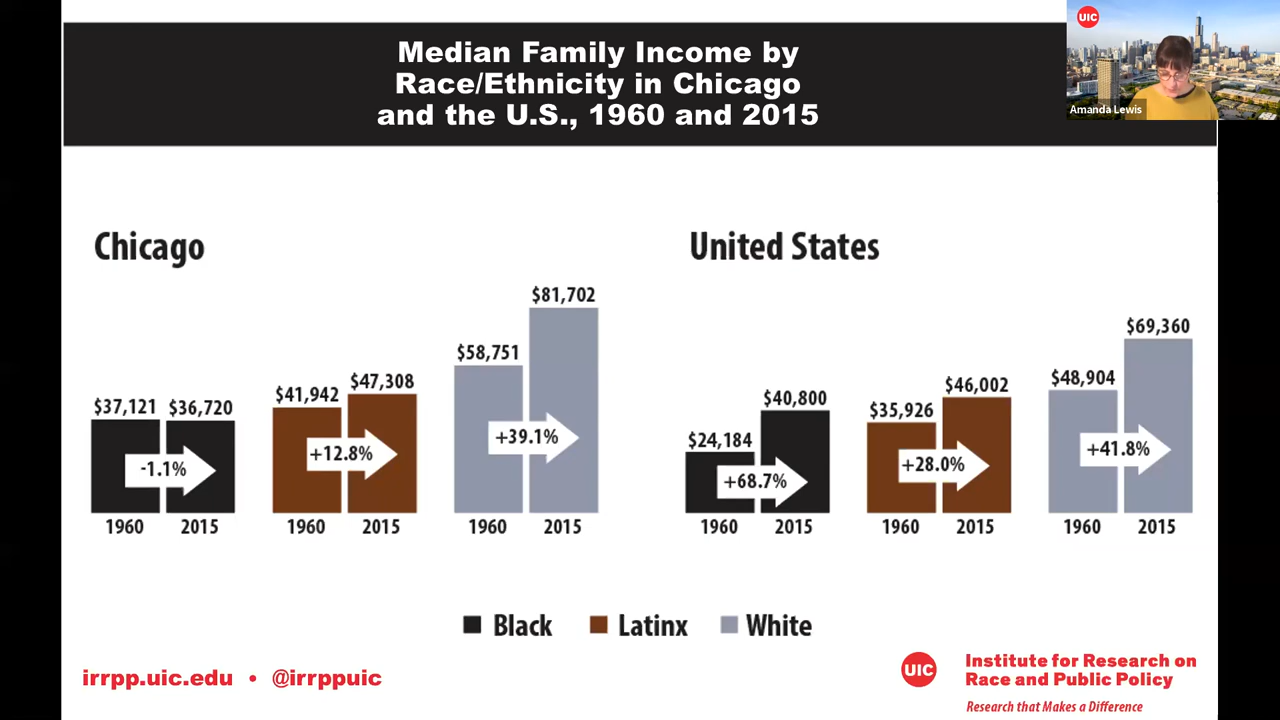 Median Family Income by
Race/Ethnicity in Chicago
and the U.S., 1960 and 2015
UIC
Amanda Lewis
Chicago
$37,121
$36,720
-1.1%
1960
2015
$41,942
$47,308
+12.8%
1960
2015
$58,751
$81,702
+39.1%
1960
2015
United States
$24,184
$40,800
+68.7%
1960
2015
$35,926
$46,002
+28.0%
1960
2015
$48,904
$69,360
+41.8%
1960
2015
Black
Latinx
White
irrpp.uic.edu • @irrppuic
UIC
Institute for Research on
Race and Public Policy
Research that Makes a Difference